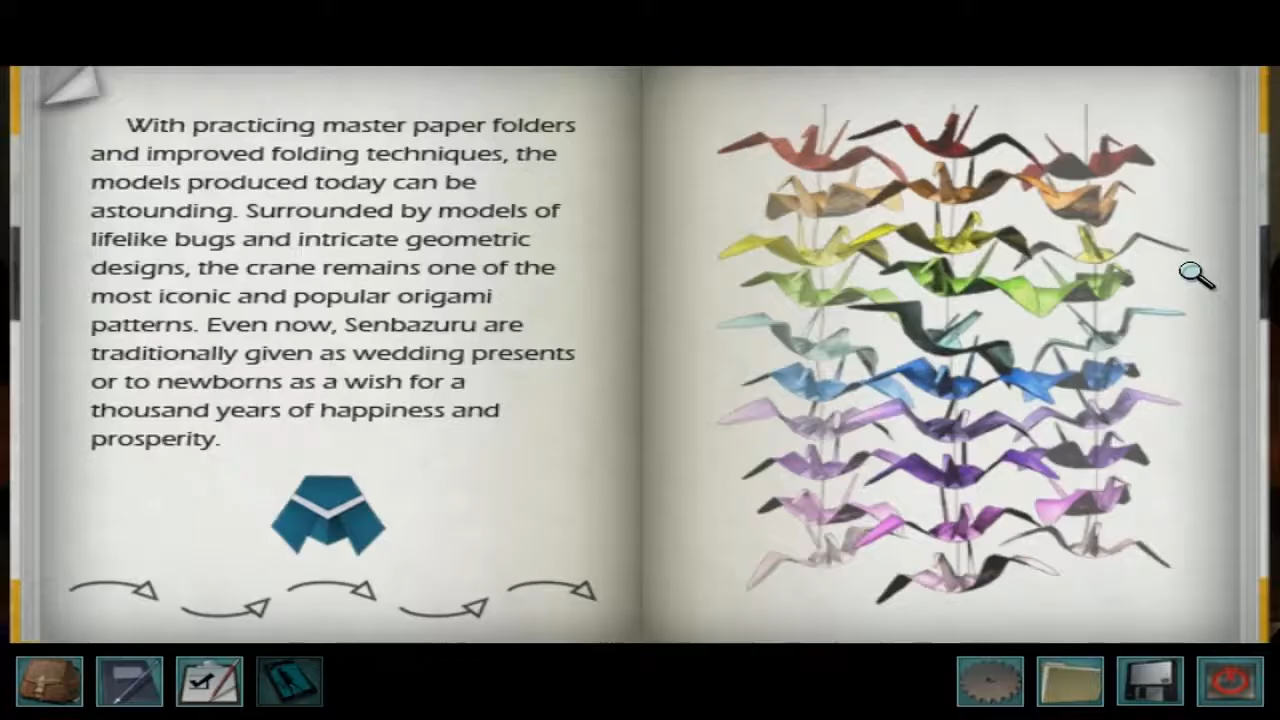 With practicing master paper folders
and improved folding techniques, the
models produced today can be
astounding. Surrounded by models of
lifelike bugs and intricate geometric
designs, the crane remains one of the
most iconic and popular origami
patterns. Even now, Senbazuru are
traditionally given as wedding presents
or to newborns as a wish for a
thousand years of happiness and
prosperity.